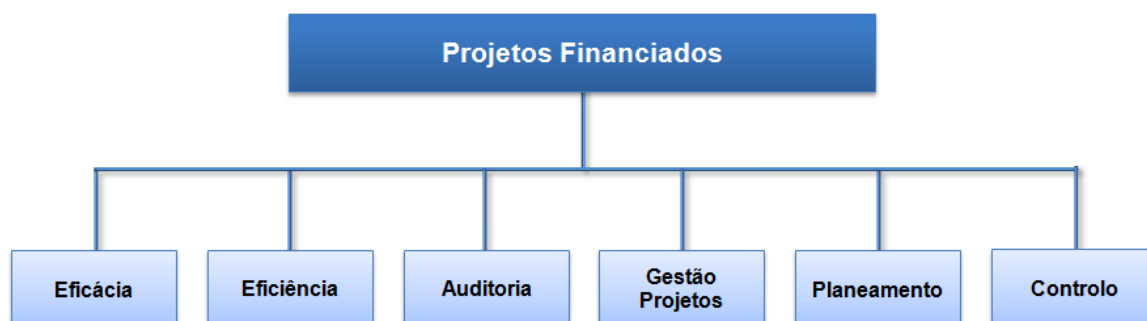 Projetos Financiados
Eficácia
Eficiência
Auditoria
Gestão
Projetos
Planeamento
Controlo